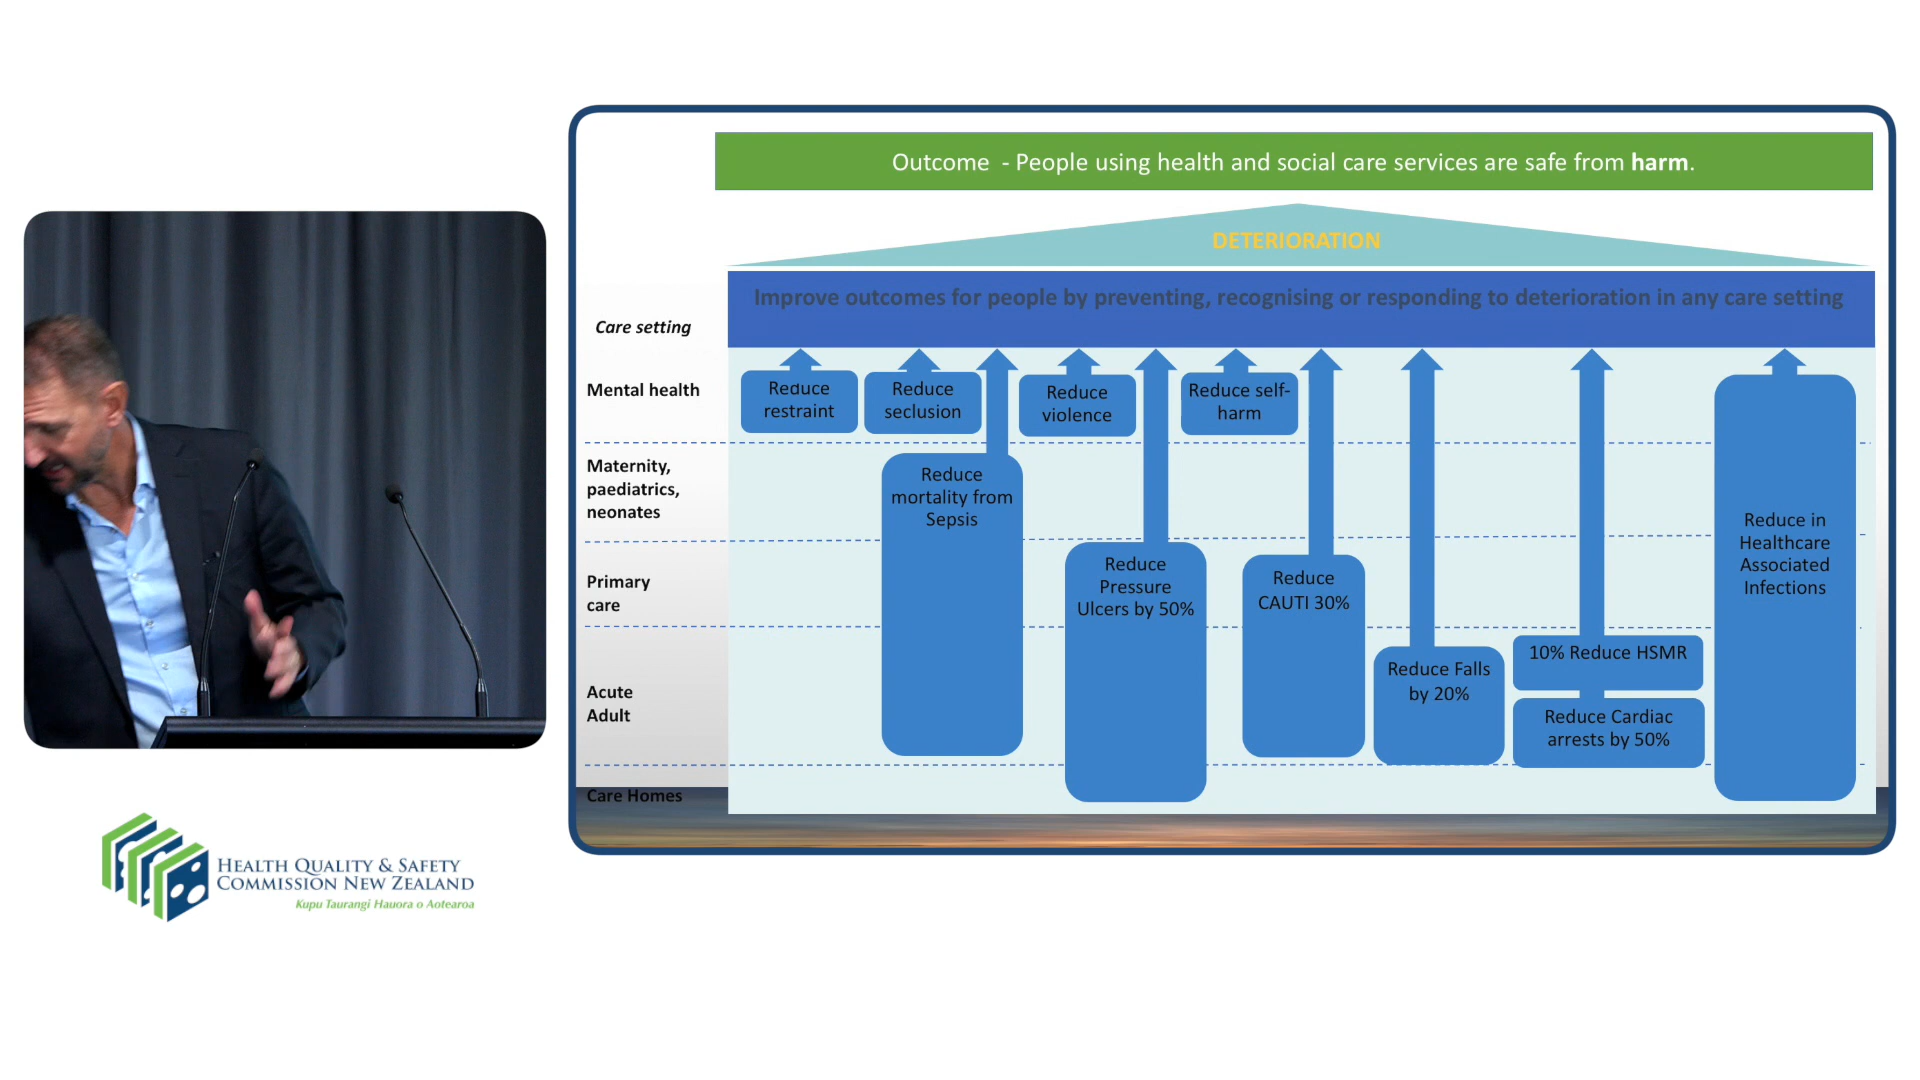 Outcome - People using health and social care services are safe from harm.
DETERIORATION
Improve outcomes for people by preventing, recognising or responding to deterioration in any care setting
Care setting
Mental health
Reduce
restraint
Reduce
seclusion
Reduce
violence
Reduce self-
harm
Maternity,
paediatrics,
neonates
Reduce
mortality from
Sepsis
Primary
care
Reduce
Pressure
Ulcers by 50%
Reduce
CAUTI 30%
Reduce in
Healthcare
Associated
Infections
Acute
Adult
Reduce Falls
by 20%
10% Reduce HSMR
Reduce Cardiac
arrests by 50%
Care Homes
HEALTH QUALITY & SAFETY
COMMISSION NEW ZEALAND
Kupu Taurangi Hauora o Aotearoa